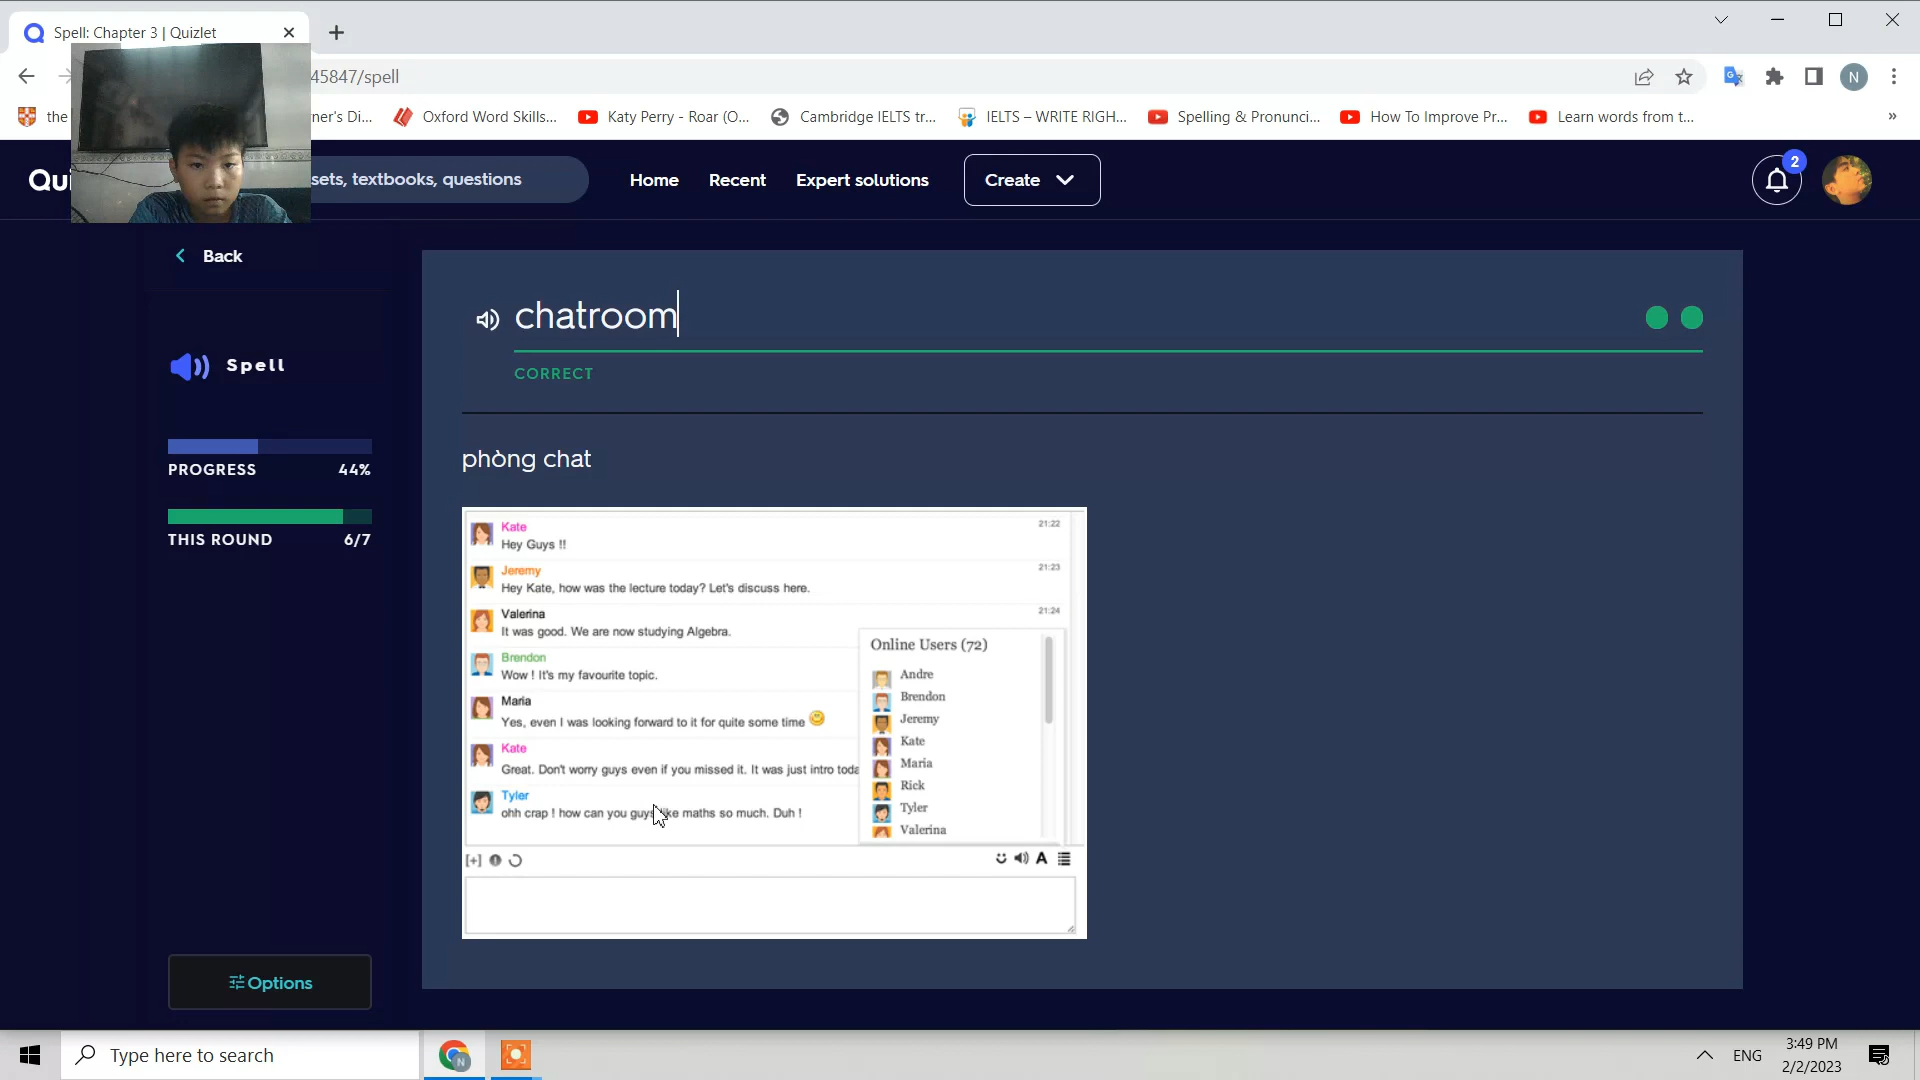 Spell: Chapter 3 | Quizlet
45847/spell
N
the
ner's Di...
Oxford Word Skills...
Katy Perry - Roar (O...
Cambridge IELTS tr...
IELTS – WRITE RIGH...
Spelling & Pronunci...
How To Improve Pr...
Learn words from t...
»
Qui
sets, textbooks, questions
Home
Recent
Expert solutions
Create
2
Back
chatroom
CORRECT
Spell
PROGRESS 44%
THIS ROUND 6/7
phòng chat
Kate 21:22
Hey Guys !!
Jeremy 21:23
Hey Kate, how was the lecture today? Let's discuss here.
Valerina 21:24
It was good. We are now studying Algebra.
Brendon
Wow ! It's my favourite topic.
Maria
Yes, even I was looking forward to it for quite some time
Kate
Great. Don't worry guys even if you missed it. It was just intro toda
Tyler
ohh crap ! how can you guys like maths so much. Duh !
Online Users (72)
Andre
Brendon
Jeremy
Kate
Maria
Rick
Tyler
Valerina
[+]
A
Options
Type here to search
N
ENG
3:49 PM
2/2/2023